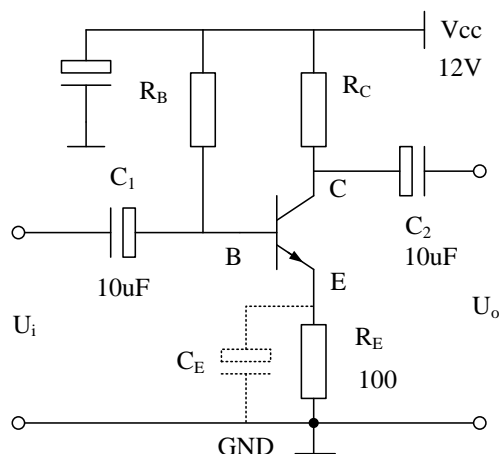 Vcc
12V
R_B
R_C
C_1
C
C_2
10uF
B
10uF
E
U_i
U_o
C_E
R_E
100
GND